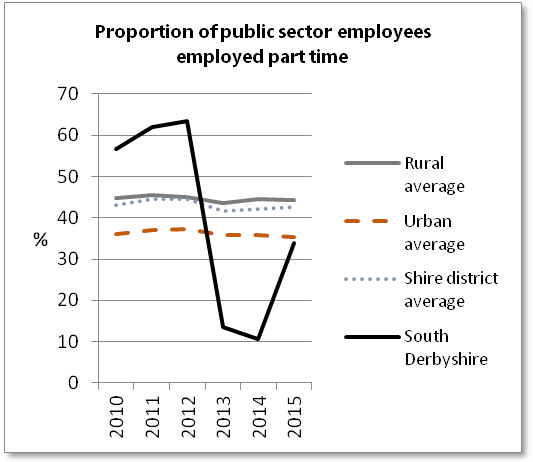 Proportion of public sector employees
employed part time
70
60
50
40
30
20
10
0
%
2010
2011
2012
2013
2014
2015
Rural
average
Urban
average
Shire district
average
South
Derbyshire